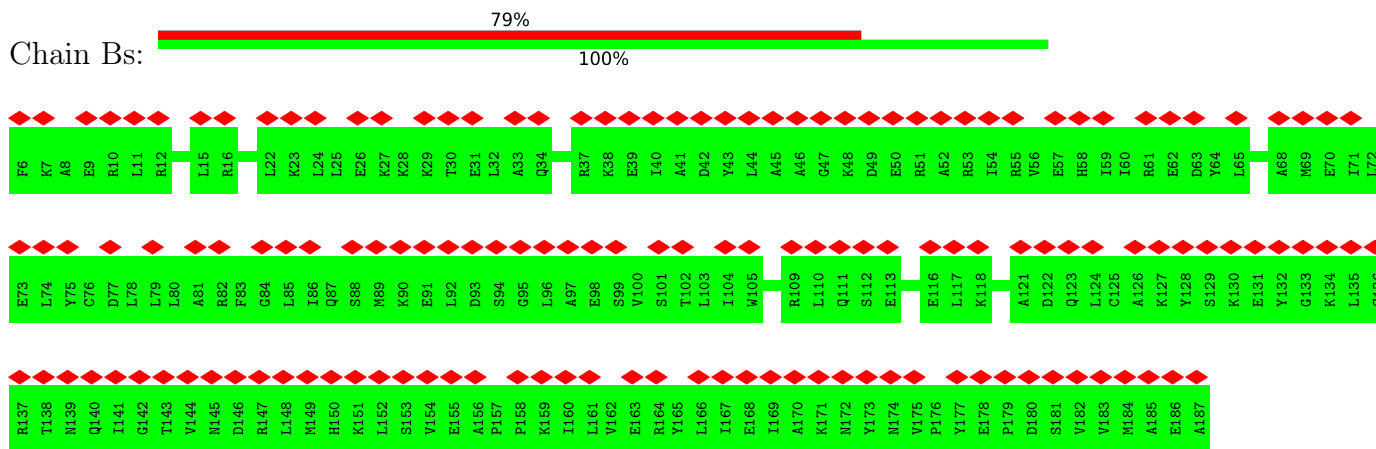 79%
Chain Bs:
100%
F6 K7 A8 E9 R10 L11 R12 L15 R16 L22 K23 L24 L25 E26 K27 K28 K29 T30 E31 L32 A33 Q34 R37 K38 E39 I40 A41 D42 Y43 L44 A45 A46 G47 K48 D49 E50 R51 A52 R53 I54 R55 V56 E57 H58 I59 I60 R61 E62 D63 Y64 L65 A68 M69 E70 I71 L72
E73 L74 Y75 C76 D77 L78 L79 L80 A81 R82 F83 G84 L85 I86 Q87 S88 M89 K90 E91 L92 D93 S94 G95 L96 A97 E98 S99 V100 S101 T102 L103 I104 W105 R109 L110 Q111 S112 E113 E116 L117 K118 A121 D122 Q123 L124 C125 A126 K127 Y128 S129 K130 E131 Y132 G133 K134 L135
R137 T138 N139 Q140 I141 G142 T143 V144 N145 D146 R147 L148 M149 H150 K151 L152 S153 V154 E155 A156 P157 P158 K159 I160 L161 V162 E163 R164 Y165 L166 I167 E168 I169 A170 K171 N172 Y173 N174 V175 P176 Y177 E178 P179 D180 S181 V182 V183 M184 A185 E186 A187